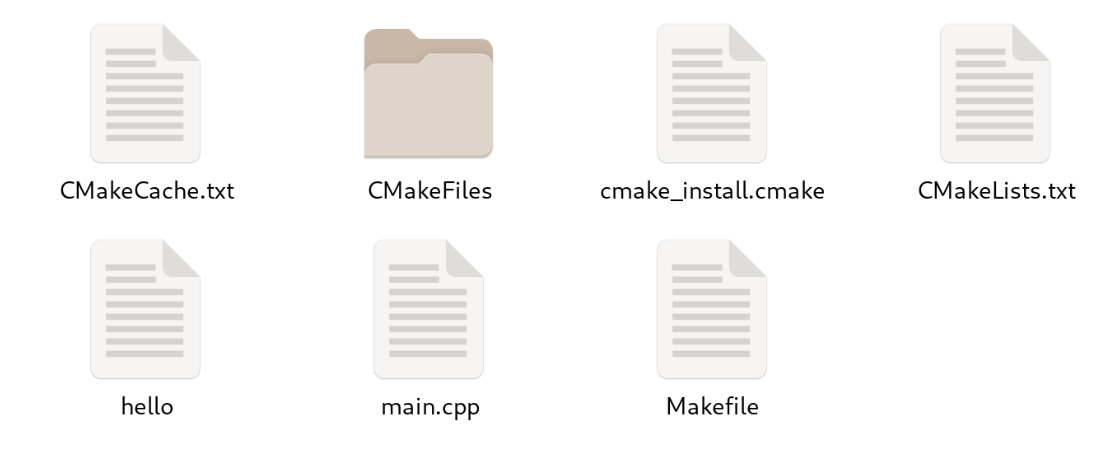 CMakeCache.txt
CMakeFiles
cmake_install.cmake
CMakeLists.txt
hello
main.cpp
Makefile